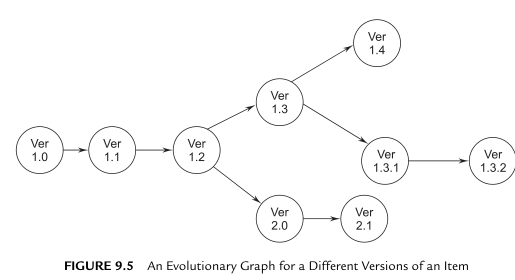 Ver
1.4
Ver
1.3
Ver
1.0
Ver
1.1
Ver
1.2
Ver
1.3.1
Ver
1.3.2
Ver
2.0
Ver
2.1
FIGURE 9.5 An Evolutionary Graph for a Different Versions of an Item